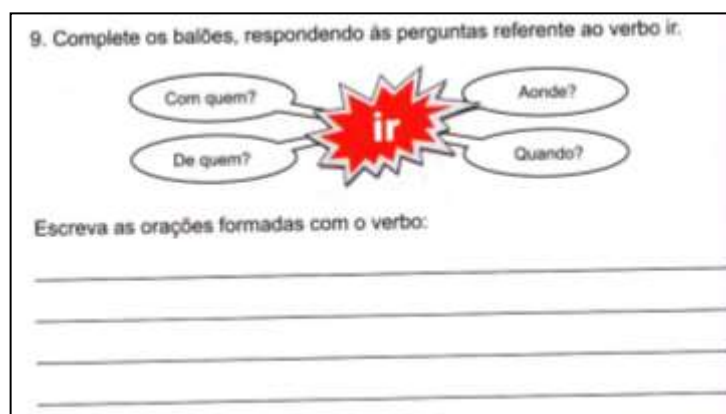 9. Complete os balões, respondendo às perguntas referente ao verbo ir.
Com quem?
Aonde?
ir
De quem?
Quando?
Escreva as orações formadas com o verbo: